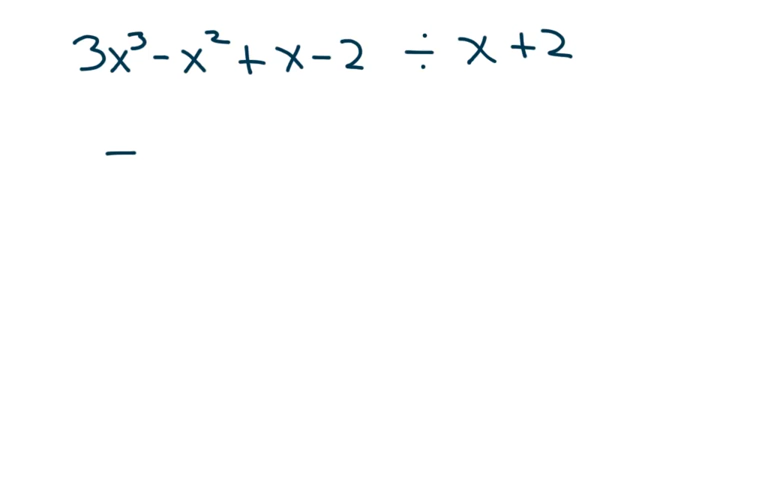 3x³ - x² + x - 2 ÷ x + 2
-